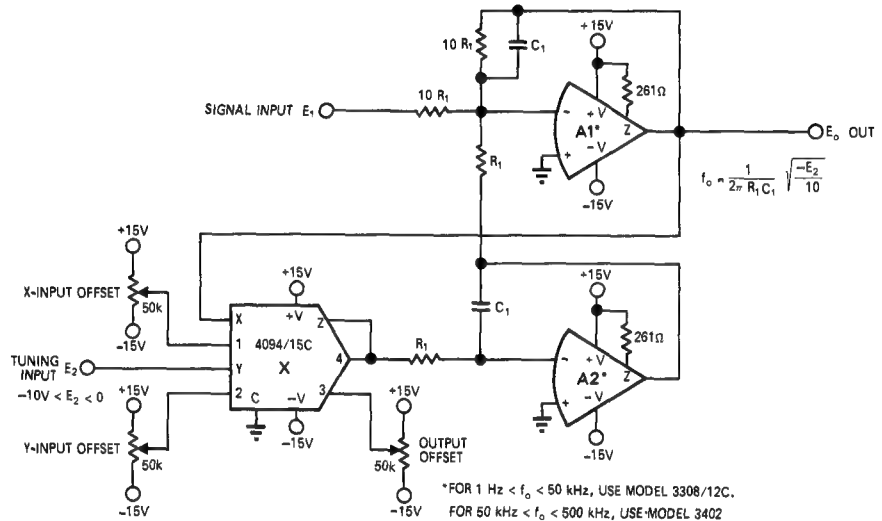 +15V
10 R₁
C₁
261Ω
SIGNAL INPUT E₁
10 R₁
-
+V
A1*
Z
E₀ OUT
+
-V
R₁
-15V
f₀ = 1/(2π R₁ C₁) √(-E₂/10)
+15V
X-INPUT OFFSET
50k
-15V
+15V
+V
X
Z
1
4094/15C
4
Y
X
2
3
C
-V
-15V
TUNING
INPUT E₂
-10V < E₂ < 0
R₁
C₁
+15V
261Ω
-
+V
A2*
Z
+
-V
-15V
+15V
Y-INPUT OFFSET
50k
-15V
+15V
OUTPUT
OFFSET
50k
-15V
*FOR 1 Hz < f₀ < 50 kHz, USE MODEL 3308/12C.
FOR 50 kHz < f₀ < 500 kHz, USE MODEL 3402